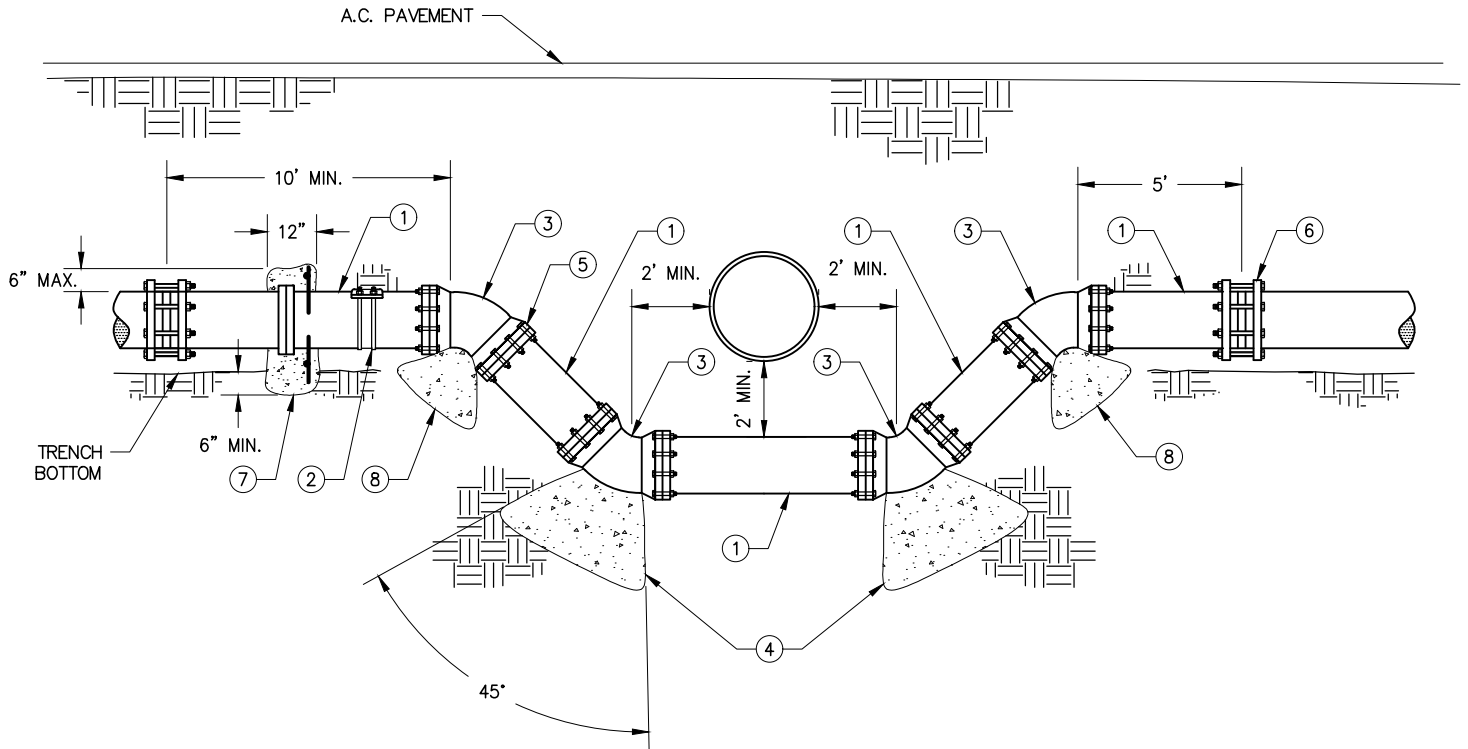 A.C. PAVEMENT
10' MIN.
5'
12"
1
3
1
5
1
3
1
6
6" MAX.
2' MIN.
2' MIN.
3
3
2' MIN.
TRENCH
BOTTOM
6" MIN.
7
2
8
8
1
4
45°